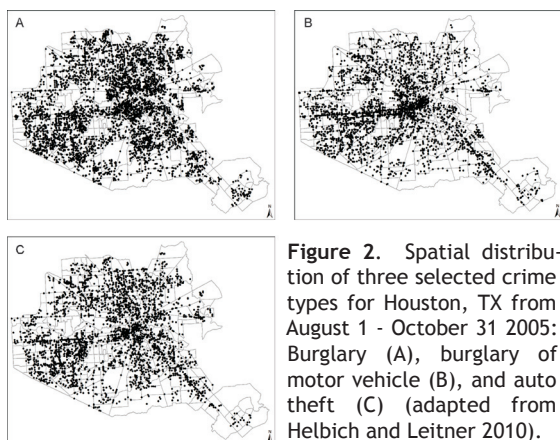 A
B
C
N
N
N
Figure 2. Spatial distribu-
tion of three selected crime
types for Houston, TX from
August 1 - October 31 2005:
Burglary (A), burglary of
motor vehicle (B), and auto
theft (C) (adapted from
Helbich and Leitner 2010).